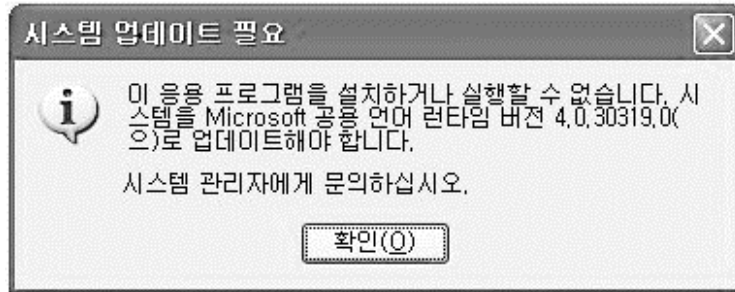 시스템 업데이트 필요
이 응용 프로그램을 설치하거나 실행할 수 없습니다. 시
스템을 Microsoft 공용 언어 런타임 버전 4.0.30319.0(
으)로 업데이트해야 합니다.
시스템 관리자에게 문의하십시오.
확인(O)